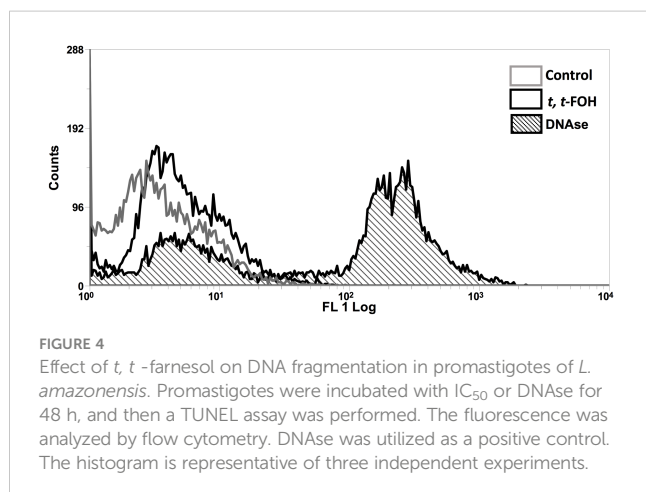 288
192
96
0
Counts
10⁰
10¹
10²
10³
10⁴
FL 1 Log
Control
t, t-FOH
DNAse
FIGURE 4
Effect of t, t -farnesol on DNA fragmentation in promastigotes of L.
amazonensis. Promastigotes were incubated with IC₅₀ or DNAse for
48 h, and then a TUNEL assay was performed. The fluorescence was
analyzed by flow cytometry. DNAse was utilized as a positive control.
The histogram is representative of three independent experiments.